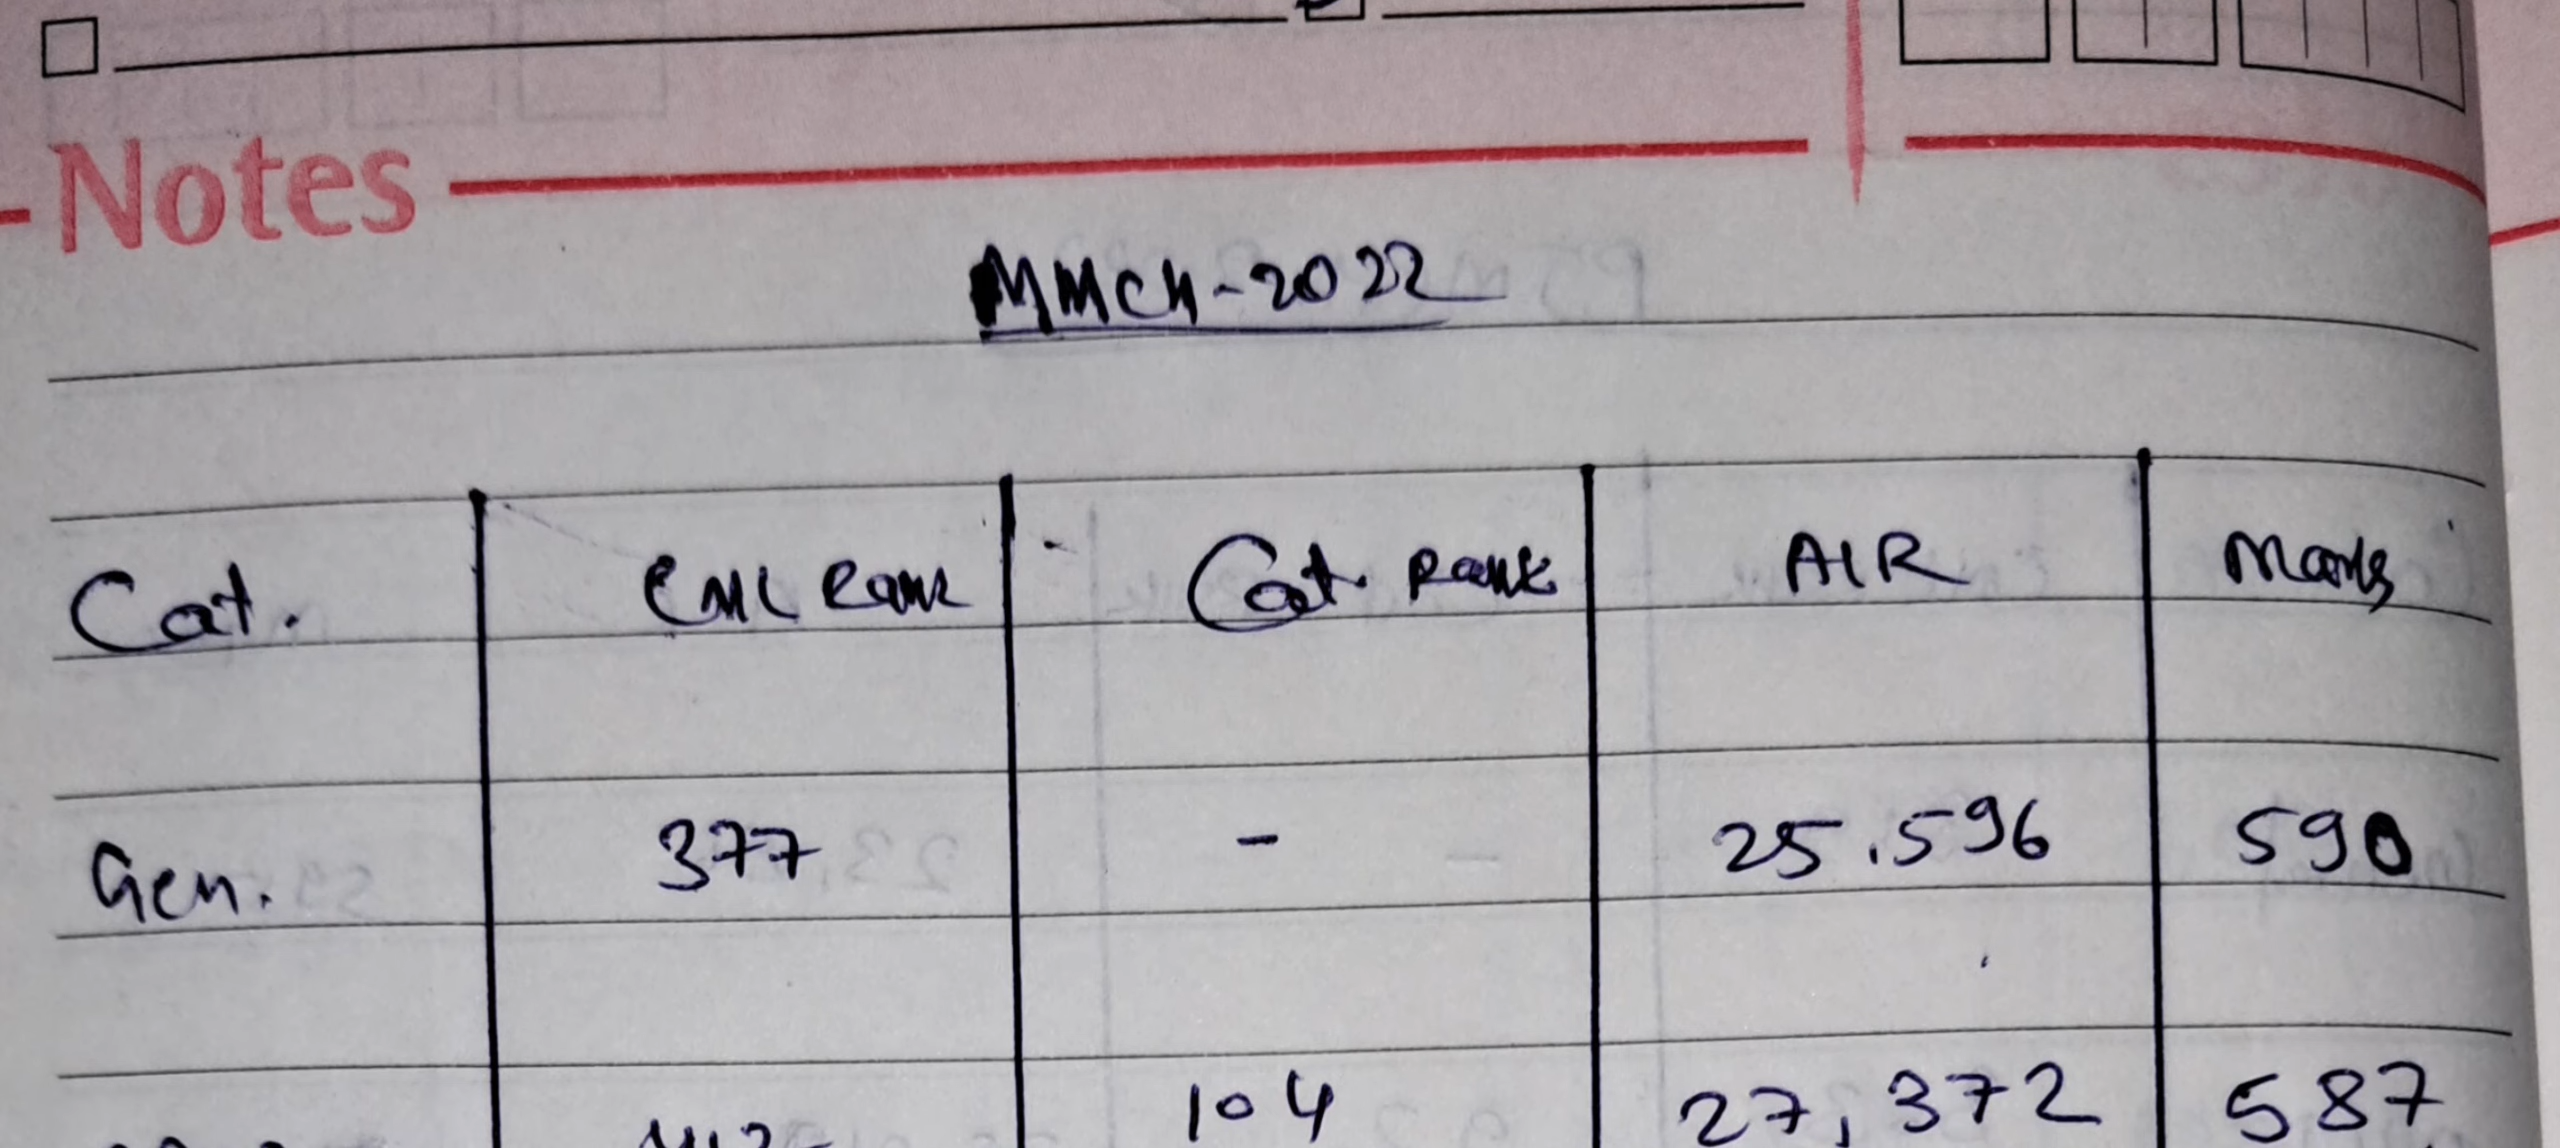 Notes
MMCH-2022
Cat. CML Rank Cat. Rank AIR Marks
Gen. 377 - 25,596 590
104 27,372 587